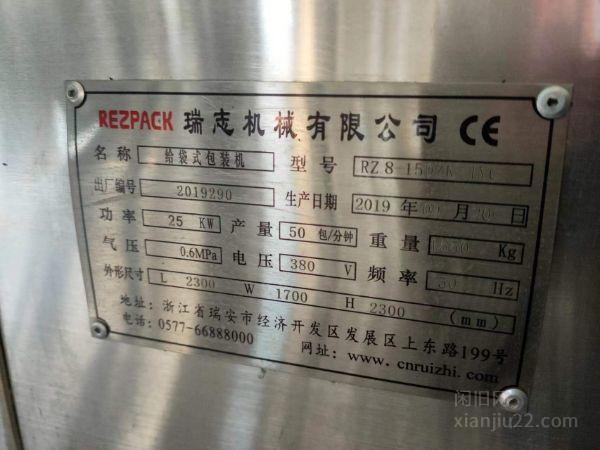 REZPACK 瑞志机械有限公司 CE
名称 给袋式包装机 型号 RZ8-150
出厂编号 2019290 生产日期 2019 年 月 日
功率 25 KW 产量 50 包/分钟 重量 Kg
气压 0.6MPa 电压 380 V 频率 50 Hz
外形尺寸 L 2300 W 1700 H 2300 (mm)
地址: 浙江省瑞安市经济开发区发展区上东路199号
电话: 0577-66888000 网址: www.cnruizhi.com
xianjiu22.com